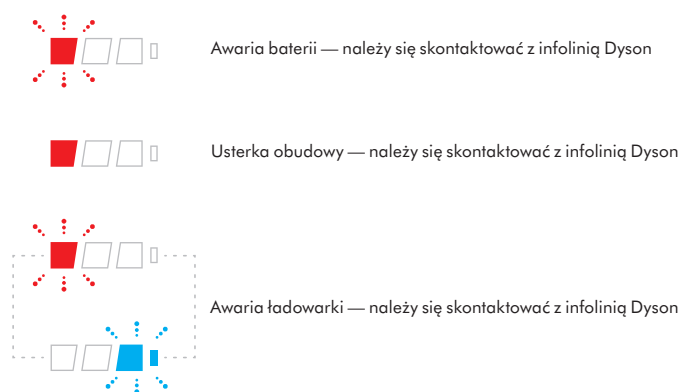 Awaria baterii — należy się skontaktować z infolinią Dyson
Usterka obudowy — należy się skontaktować z infolinią Dyson
Awaria ładowarki — należy się skontaktować z infolinią Dyson